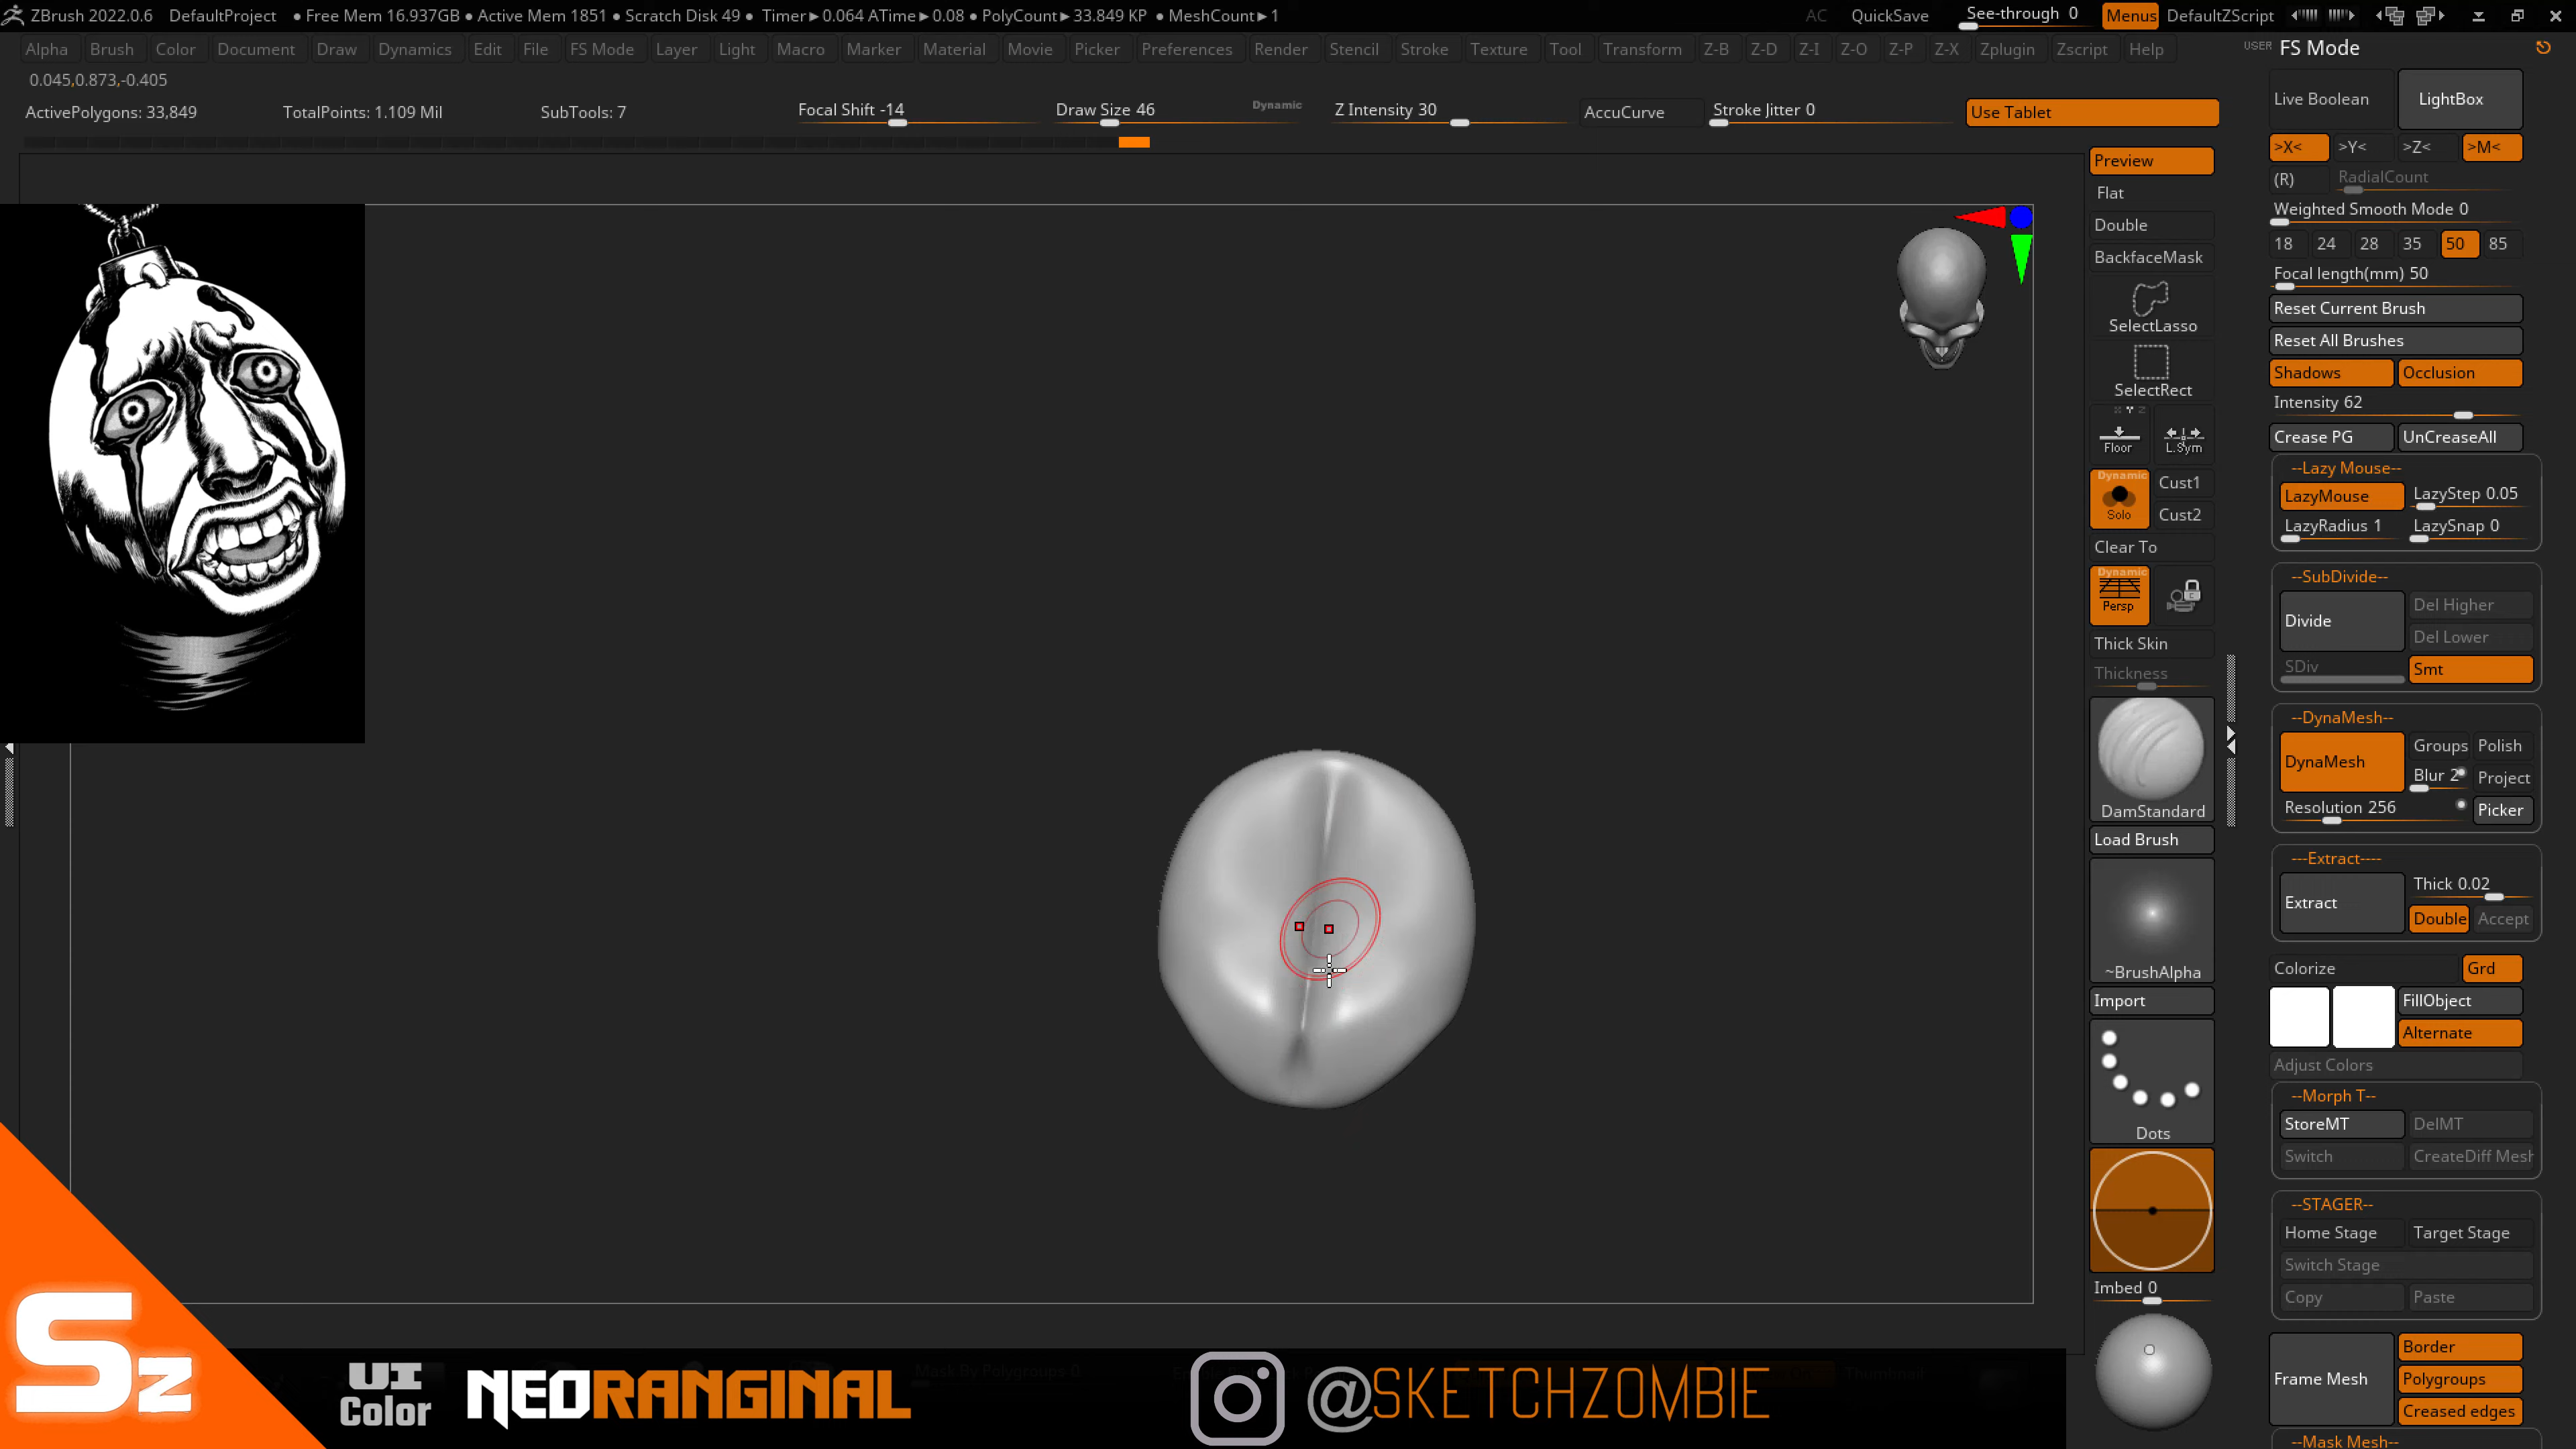 ZBrush 2022.0.6 DefaultProject ● Free Mem 16.937GB ● Active Mem 1851 ● Scratch Disk 49 ● Timer►0.064 ATime►0.08 ● PolyCount►33.849 KP ● MeshCount►1 AC QuickSave See-through 0 Menus DefaultZScript
Alpha Brush Color Document Draw Dynamics Edit File FS Mode Layer Light Macro Marker Material Movie Picker Preferences Render Stencil Stroke Texture Tool Transform Z-B Z-D Z-I Z-O Z-P Z-X Zplugin Zscript Help
0.045,0.873,-0.405
ActivePolygons: 33,849 TotalPoints: 1.109 Mil SubTools: 7 Focal Shift -14 Draw Size 46 Dynamic Z Intensity 30 AccuCurve Stroke Jitter 0 Use Tablet
Preview
Flat
Double
BackfaceMask
SelectLasso
SelectRect
Floor L.Sym
Dynamic
Solo
Cust1
Cust2
Clear To
Dynamic
Persp
Thick Skin
Thickness
DamStandard
Load Brush
~BrushAlpha
Import
Dots
Imbed 0
USER FS Mode
Live Boolean LightBox
>X< >Y< >Z< >M<
(R) RadialCount
Weighted Smooth Mode 0
18 24 28 35 50 85
Focal length(mm) 50
Reset Current Brush
Reset All Brushes
Shadows Occlusion
Intensity 62
Crease PG UnCreaseAll
--Lazy Mouse--
LazyMouse LazyStep 0.05
LazyRadius 1 LazySnap 0
--SubDivide--
Divide Del Higher
Del Lower
SDiv Smt
--DynaMesh--
DynaMesh Groups Polish
Blur 2 Project
Resolution 256 Picker
---Extract----
Extract Thick 0.02
Double Accept
Colorize Grd
FillObject
Alternate
Adjust Colors
--Morph T--
StoreMT DelMT
Switch CreateDiff Mesh
--STAGER--
Home Stage Target Stage
Switch Stage
Copy Paste
Frame Mesh Border
Polygroups
Creased edges
--Mask Mesh--
Mask By Polygroups 0
Thumbnail
Sz
UI
Color
NEORANGINAL
@SKETCHZOMBIE